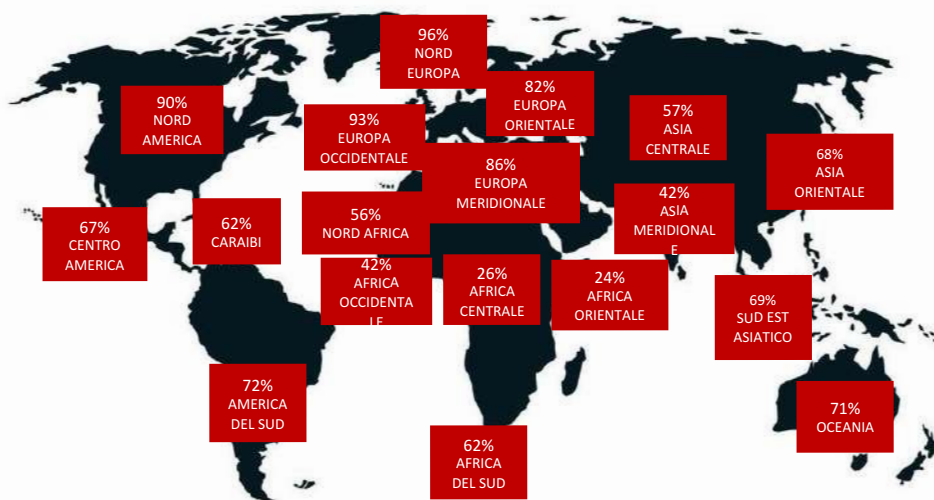 96%
NORD
EUROPA
82%
EUROPA
ORIENTALE
90%
NORD
AMERICA
93%
EUROPA
OCCIDENTALE
57%
ASIA
CENTRALE
68%
ASIA
ORIENTALE
86%
EUROPA
MERIDIONALE
42%
ASIA
MERIDIONAL
E
67%
CENTRO
AMERICA
62%
CARAIBI
56%
NORD AFRICA
42%
AFRICA
OCCIDENTA
LE
26%
AFRICA
CENTRALE
24%
AFRICA
ORIENTALE
69%
SUD EST
ASIATICO
72%
AMERICA
DEL SUD
71%
OCEANIA
62%
AFRICA
DEL SUD